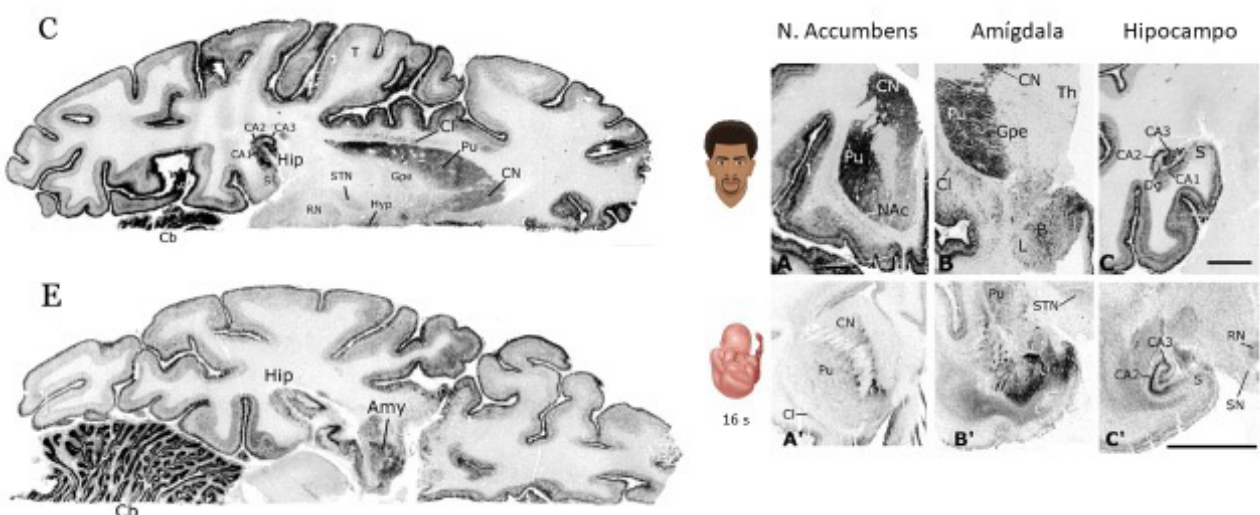 C
T
CA2 CA3
CA1
Hip
S
Cl
Pu
CN
Gpe
STN
RN
Hyp
Cb
E
Hip
Amy
Cb
N. Accumbens
Amígdala
Hipocampo
CN
Pu
NAc
A
CN
Th
Pu
Gpe
Cl
B
L
B
CA3
CA2
S
Dg
CA1
C
16 s
CN
Pu
Cl
A'
Pu
STN
B'
CA3
CA2
S
RN
SN
C'